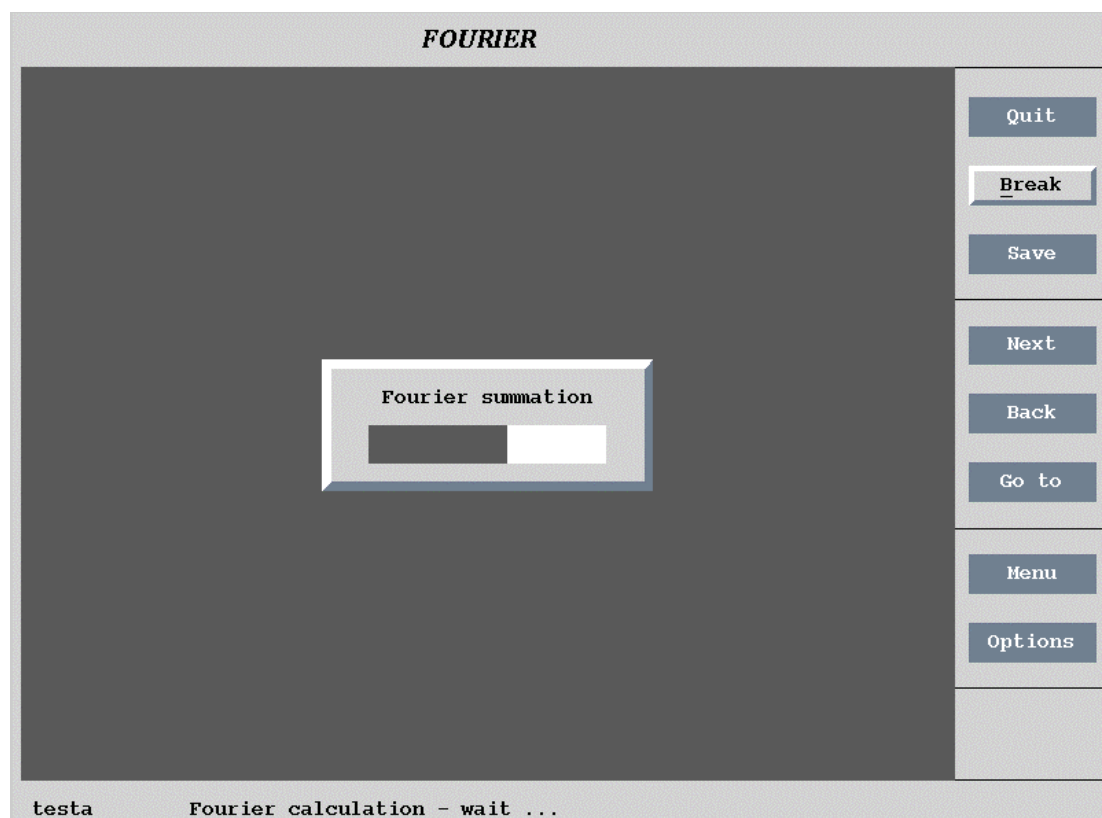 FOURIER
Quit
Break
Save
Next
Fourier summation
Back
Go to
Menu
Options
testa Fourier calculation - wait ...